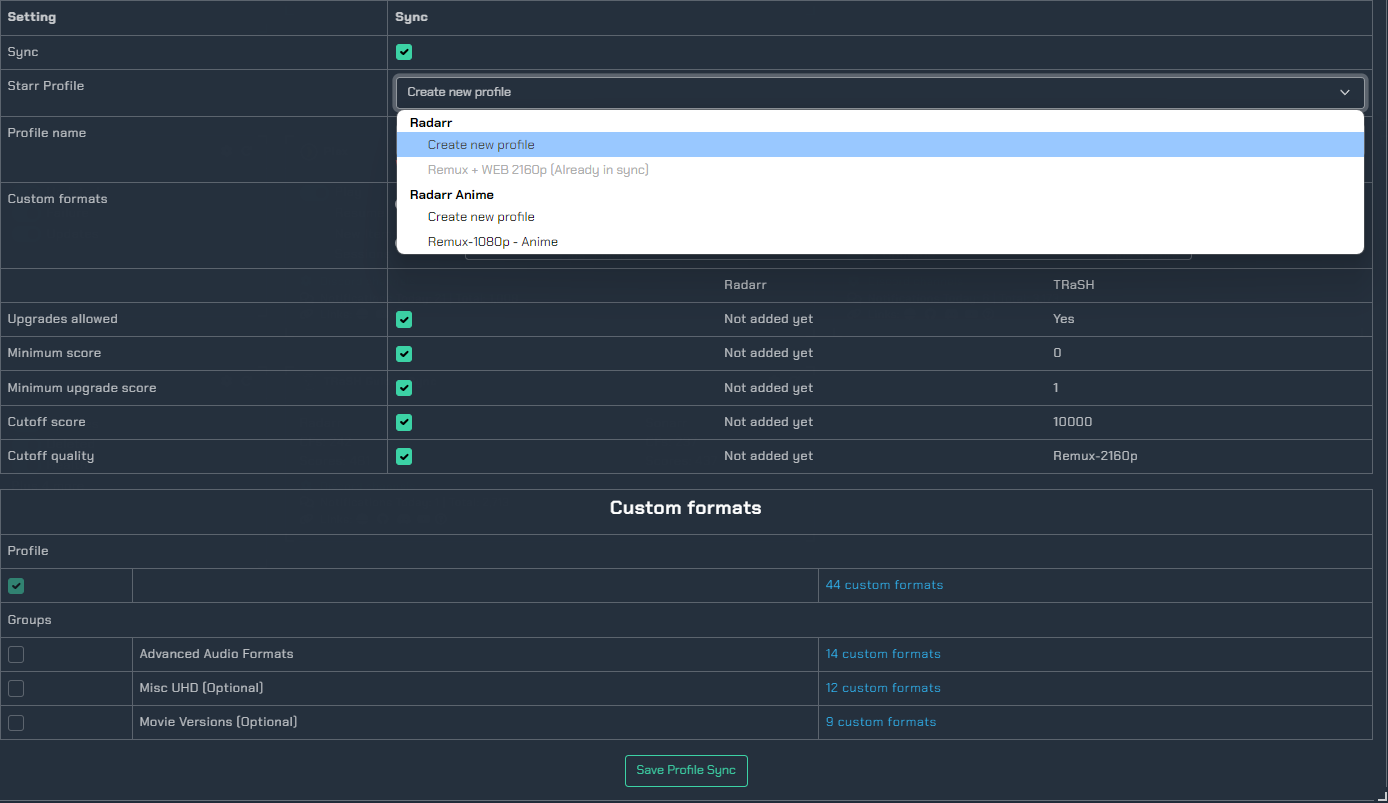 Setting Sync
Sync
Starr Profile Create new profile
Radarr
Create new profile
Profile name
Remux + WEB 2160p (Already in sync)
Radarr Anime
Custom formats
Create new profile
Remux-1080p - Anime
Radarr TRaSH
Upgrades allowed Not added yet Yes
Minimum score Not added yet 0
Minimum upgrade score Not added yet 1
Cutoff score Not added yet 10000
Cutoff quality Not added yet Remux-2160p
Custom formats
Profile
44 custom formats
Groups
Advanced Audio Formats 14 custom formats
Misc UHD (Optional) 12 custom formats
Movie Versions (Optional) 9 custom formats
Save Profile Sync